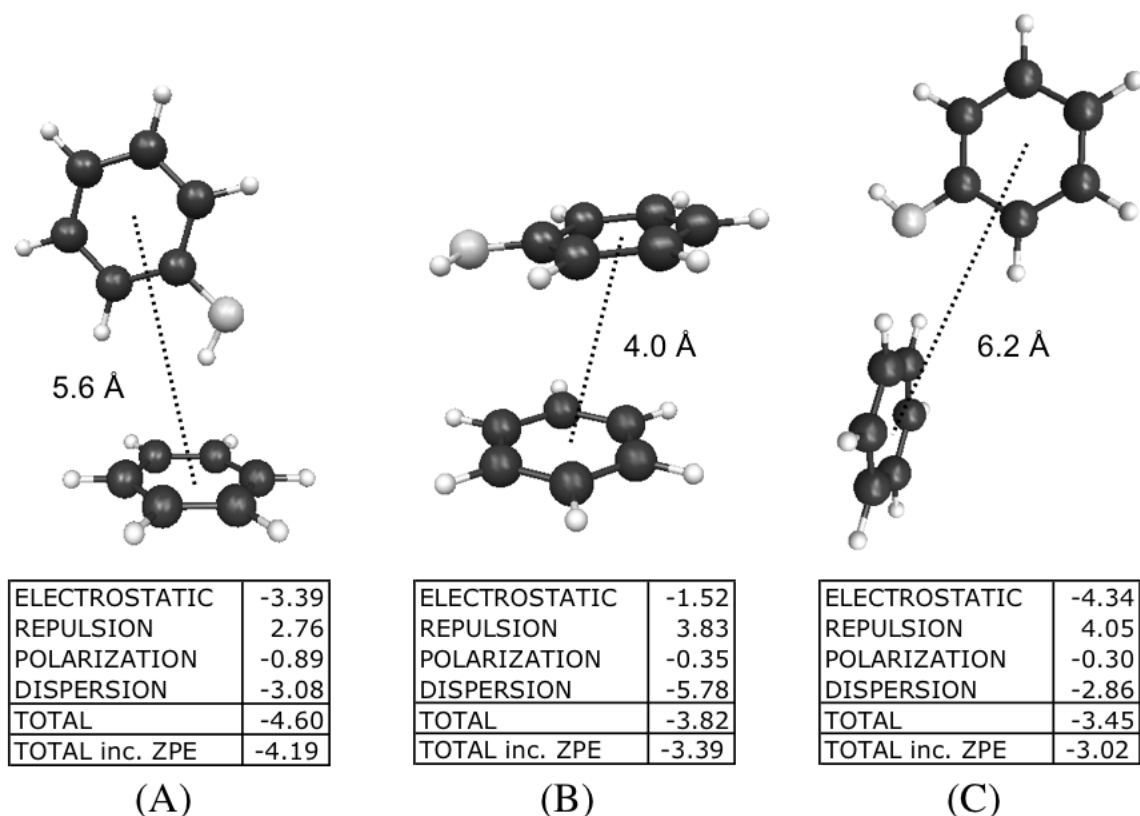 5.6 Å
4.0 Å
6.2 Å
ELECTROSTATIC -3.39
REPULSION 2.76
POLARIZATION -0.89
DISPERSION -3.08
TOTAL -4.60
TOTAL inc. ZPE -4.19
(A)
ELECTROSTATIC -1.52
REPULSION 3.83
POLARIZATION -0.35
DISPERSION -5.78
TOTAL -3.82
TOTAL inc. ZPE -3.39
(B)
ELECTROSTATIC -4.34
REPULSION 4.05
POLARIZATION -0.30
DISPERSION -2.86
TOTAL -3.45
TOTAL inc. ZPE -3.02
(C)